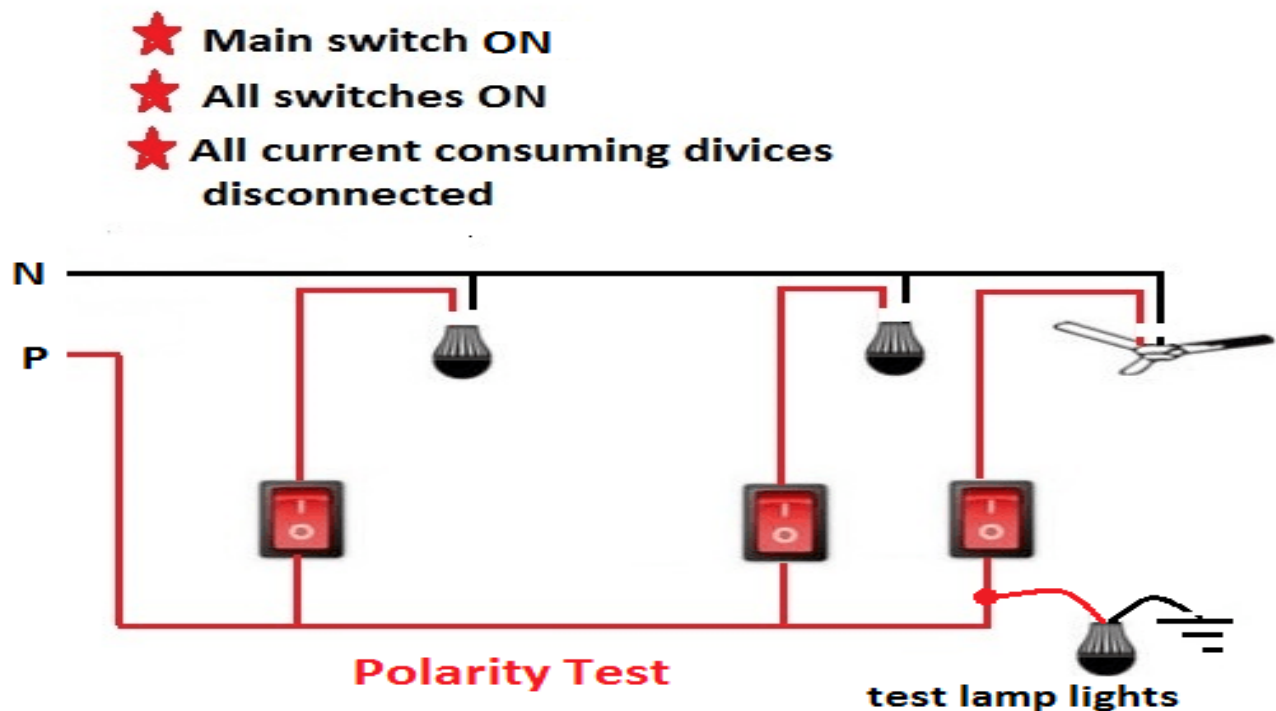 Main switch ON
All switches ON
All current consuming divices
disconnected
N
P
I
O
I
O
I
O
Polarity Test
test lamp lights